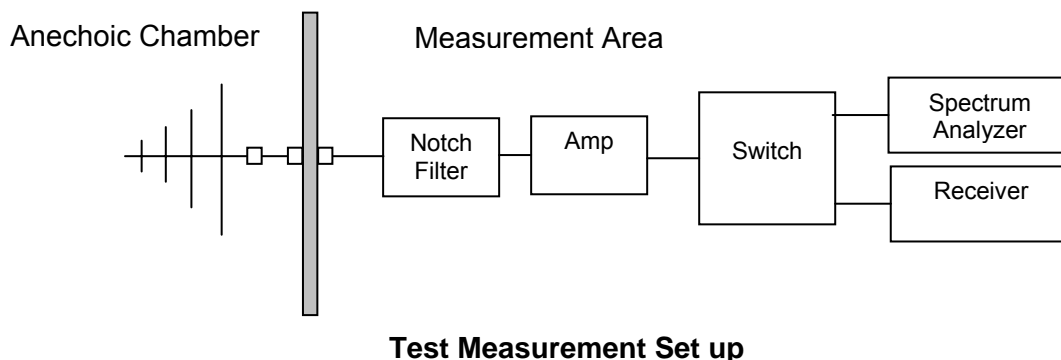 Anechoic Chamber
Measurement Area
Notch
Filter
Amp
Switch
Spectrum
Analyzer
Receiver
Test Measurement Set up